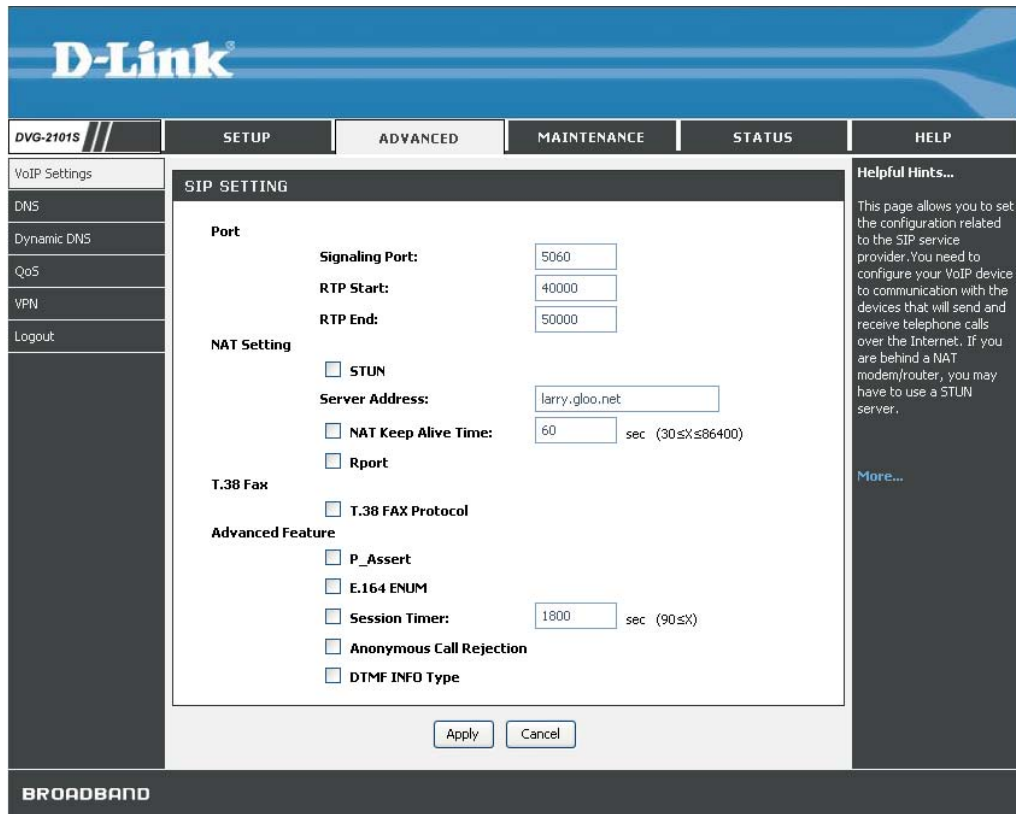 D-Link®
DVG-2101S
SETUP
ADVANCED
MAINTENANCE
STATUS
HELP
VoIP Settings
DNS
Dynamic DNS
QoS
VPN
Logout
SIP SETTING
Port
Signaling Port: 5060
RTP Start: 40000
RTP End: 50000
NAT Setting
STUN
Server Address: larry.gloo.net
NAT Keep Alive Time: 60 sec (30≤X≤86400)
Rport
T.38 Fax
T.38 FAX Protocol
Advanced Feature
P_Assert
E.164 ENUM
Session Timer: 1800 sec (90≤X)
Anonymous Call Rejection
DTMF INFO Type
Apply
Cancel
Helpful Hints...
This page allows you to set
the configuration related
to the SIP service
provider.You need to
configure your VoIP device
to communication with the
devices that will send and
receive telephone calls
over the Internet. If you
are behind a NAT
modem/router, you may
have to use a STUN
server.
More...
BROADBAND